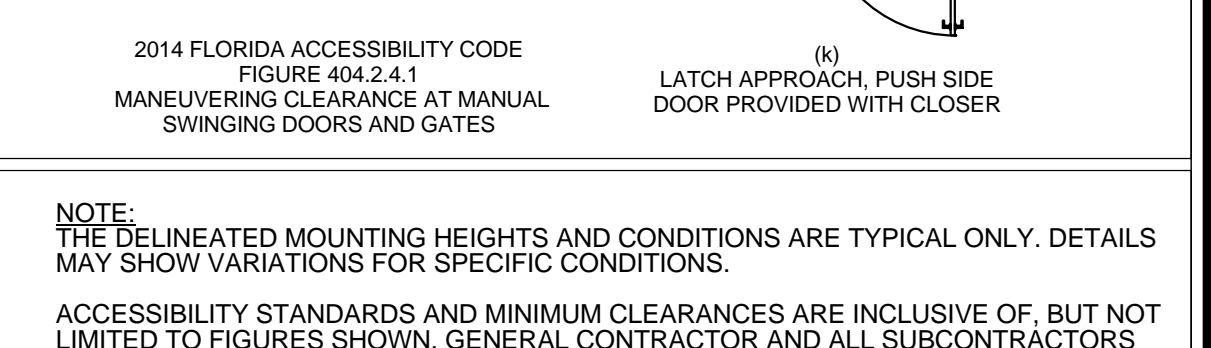 2014 FLORIDA ACCESSIBILITY CODE
FIGURE 404.2.4.1
MANEUVERING CLEARANCE AT MANUAL
SWINGING DOORS AND GATES
(k)
LATCH APPROACH, PUSH SIDE
DOOR PROVIDED WITH CLOSER
NOTE:
THE DELINEATED MOUNTING HEIGHTS AND CONDITIONS ARE TYPICAL ONLY. DETAILS
MAY SHOW VARIATIONS FOR SPECIFIC CONDITIONS.
ACCESSIBILITY STANDARDS AND MINIMUM CLEARANCES ARE INCLUSIVE OF, BUT NOT
LIMITED TO FIGURES SHOWN. GENERAL CONTRACTOR AND ALL SUBCONTRACTORS